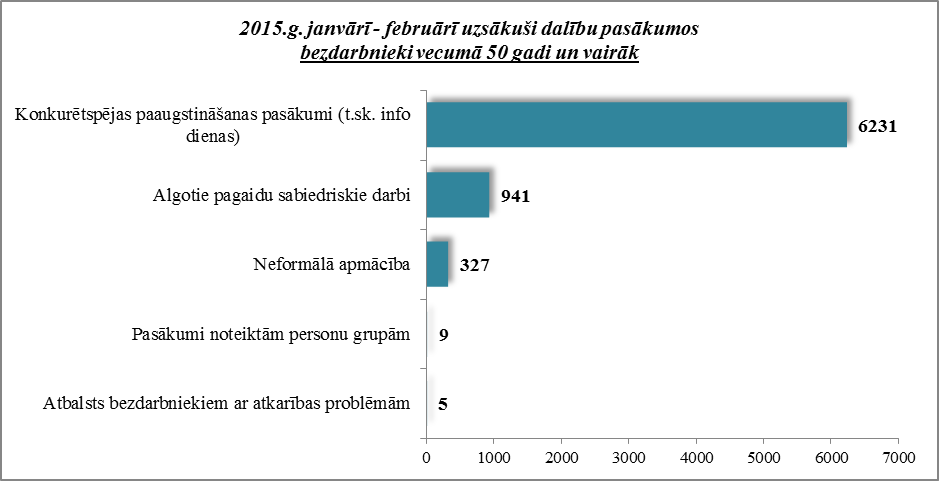 2015.g. janvārī - februārī uzsākuši dalību pasākumos
bezdarbnieki vecumā 50 gadi un vairāk
Konkurētspējas paaugstināšanas pasākumi (t.sk. info
dienas)
6231
Algotie pagaidu sabiedriskie darbi
941
Neformālā apmācība
327
Pasākumi noteiktām personu grupām
9
Atbalsts bezdarbniekiem ar atkarības problēmām
5
0 1000 2000 3000 4000 5000 6000 7000